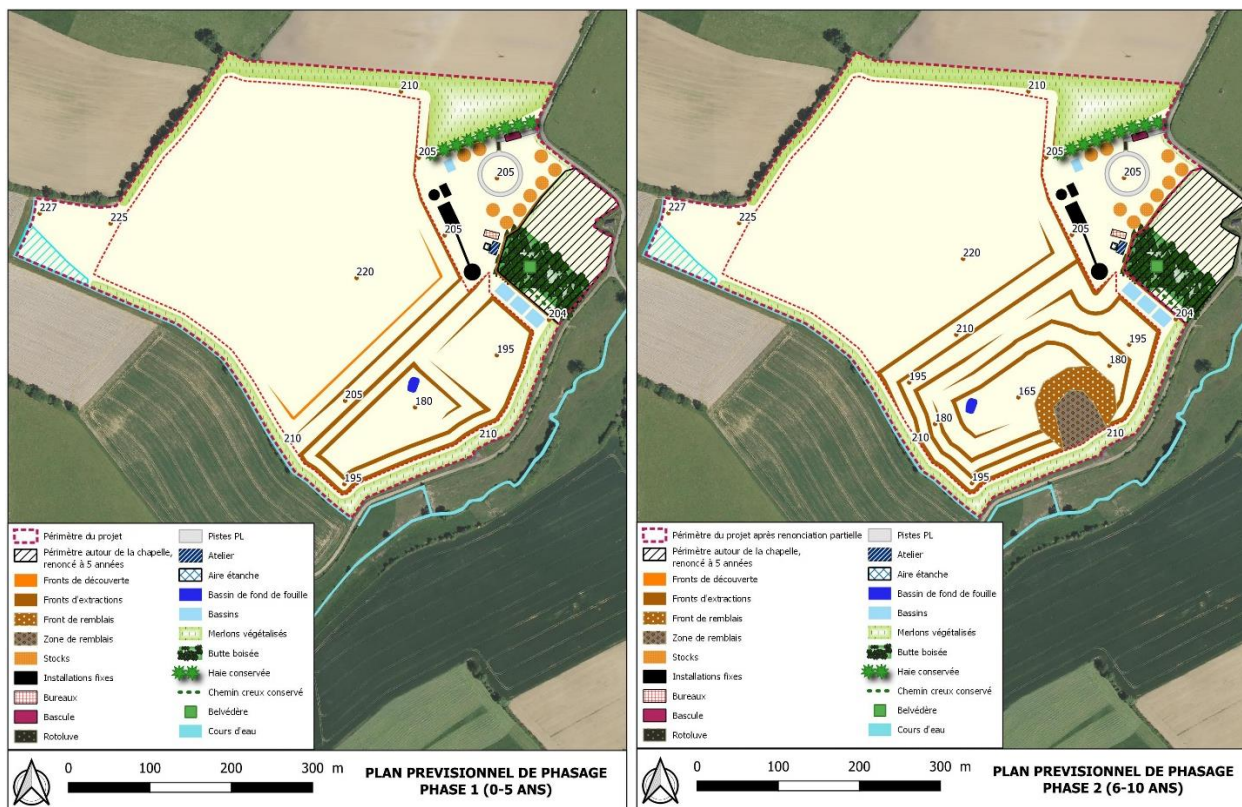 210
205
205
205
227
225
220
204
195
205
180
210
210
195
Périmètre du projet
Périmètre autour de la chapelle,
renoncé à 5 années
Fronts de découverte
Fronts d'extractions
Front de remblais
Zone de remblais
Stocks
Installations fixes
Bureaux
Bascule
Rotoluve
Pistes PL
Atelier
Aire étanche
Bassin de fond de fouille
Bassins
Merlons végétalisés
Butte boisée
Haie conservée
Chemin creux conservé
Belvédère
Cours d'eau
0 100 200 300 m
PLAN PREVISIONNEL DE PHASAGE
PHASE 1 (0-5 ANS)
210
205
205
205
227
225
220
204
210
195
195
180
165
180
210
210
195
Périmètre du projet après renonciation partielle
Périmètre autour de la chapelle,
renoncé à 5 années
Fronts de découverte
Fronts d'extractions
Front de remblais
Zone de remblais
Stocks
Installations fixes
Bureaux
Bascule
Rotoluve
Pistes PL
Atelier
Aire étanche
Bassin de fond de fouille
Bassins
Merlons végétalisés
Butte boisée
Haie conservée
Chemin creux conservé
Belvédère
Cours d'eau
0 100 200 300 m
PLAN PREVISIONNEL DE PHASAGE
PHASE 2 (6-10 ANS)